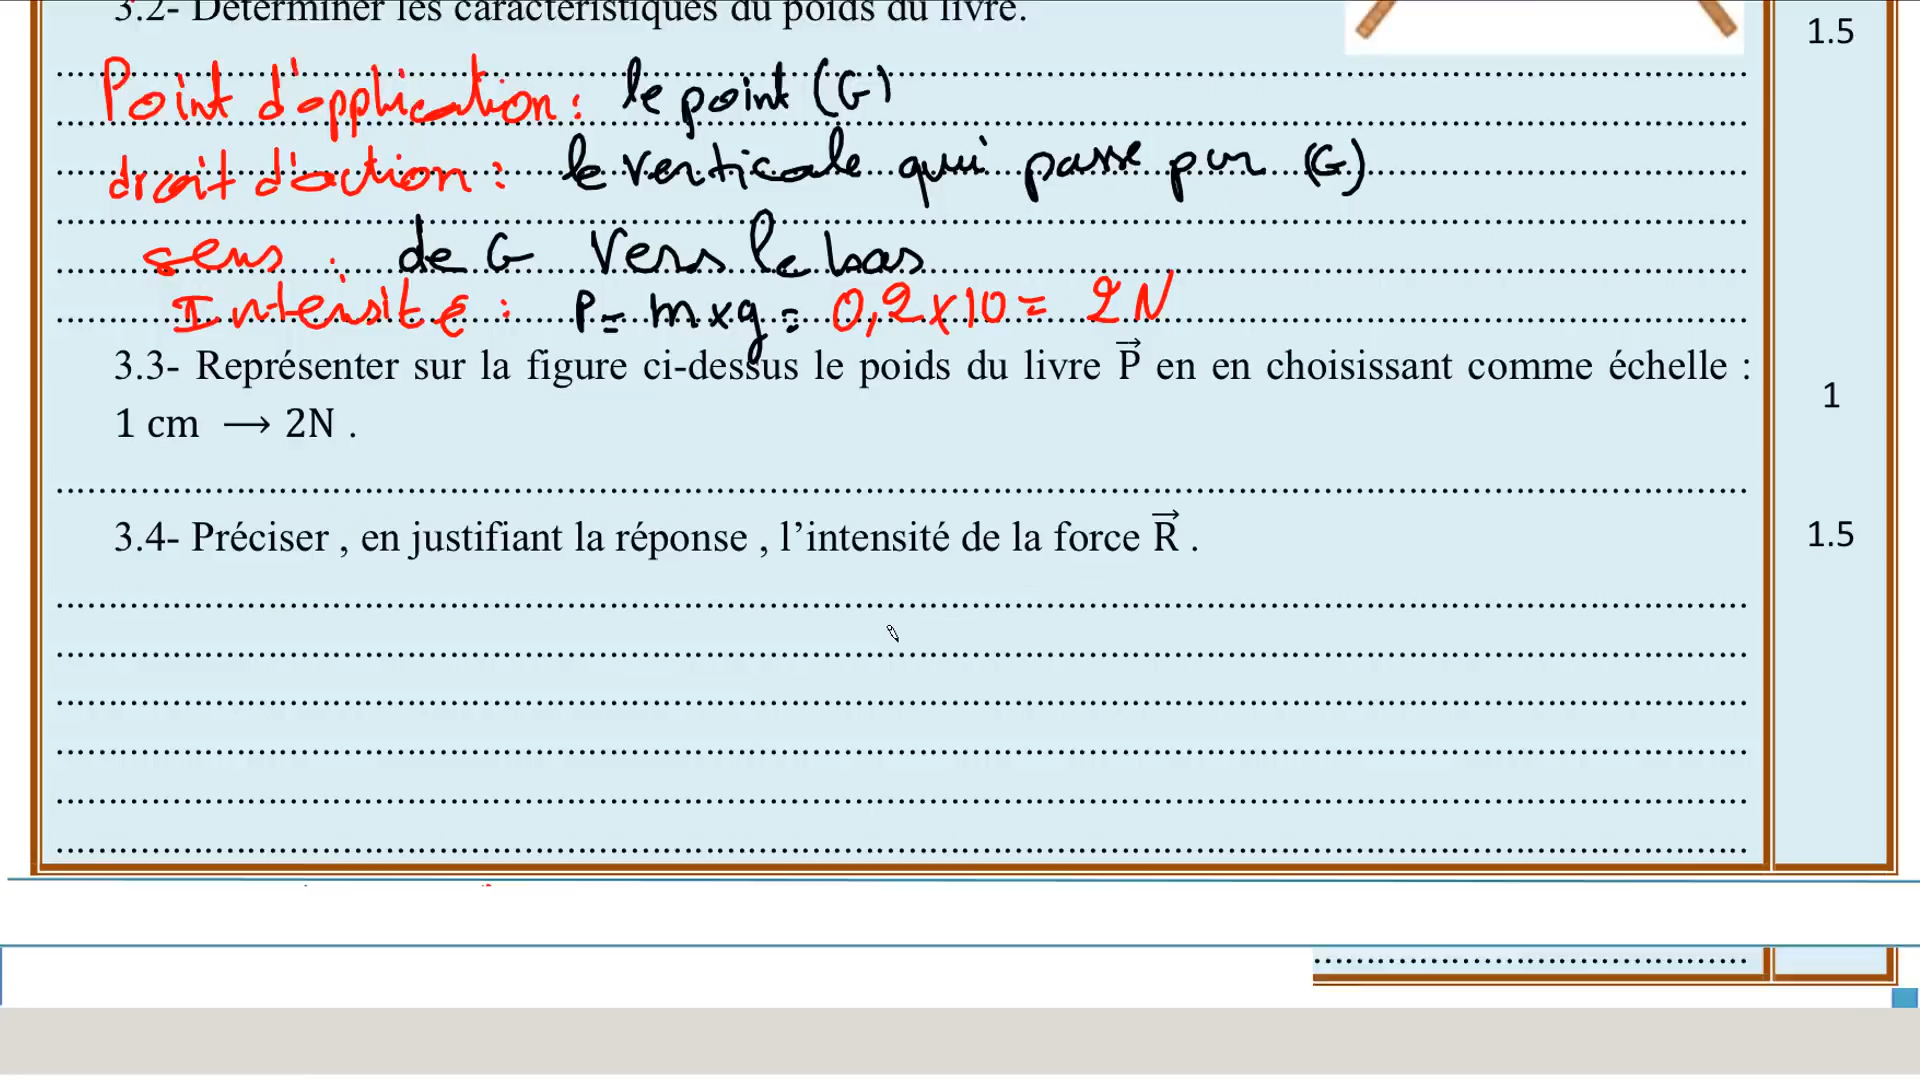 3.2- Déterminer les caractéristiques du poids du livre.
1.5
Point d'application : le point (G)
droit d'action : le verticale qui passe par (G)
sens : de G vers le bas
Intensité : P = m x g = 0,2 x 10 = 2 N
3.3- Représenter sur la figure ci-dessus le poids du livre P⃗ en en choisissant comme échelle :
1 cm ⟶ 2N .
1
3.4- Préciser , en justifiant la réponse , l’intensité de la force R⃗ .
1.5